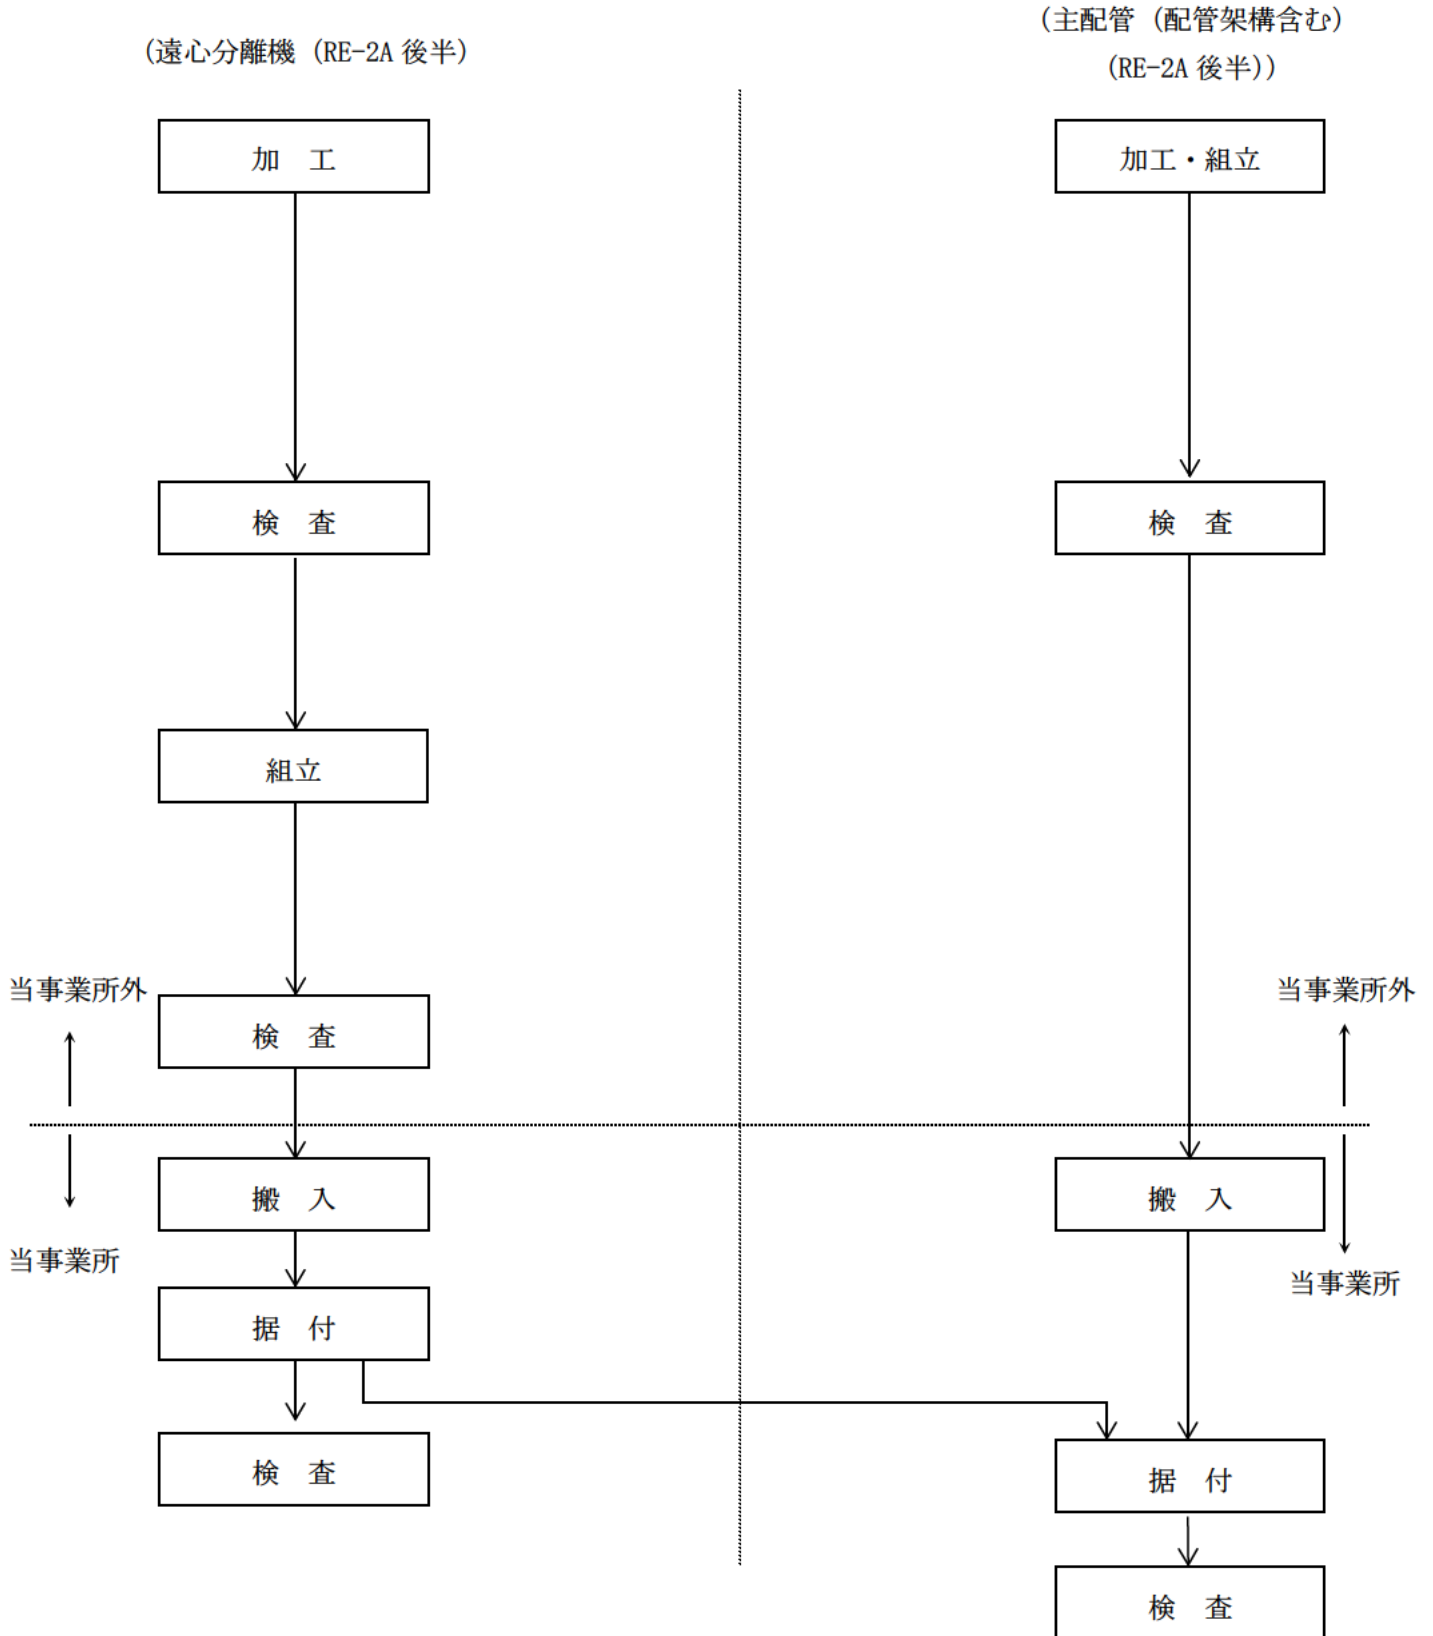 (遠心分離機 (RE-2A 後半)
加 工
検 査
組立
当事業所外
検 査
搬 入
当事業所
据 付
検 査
(主配管 (配管架構含む)
(RE-2A 後半))
加工・組立
検 査
当事業所外
搬 入
当事業所
据 付
検 査